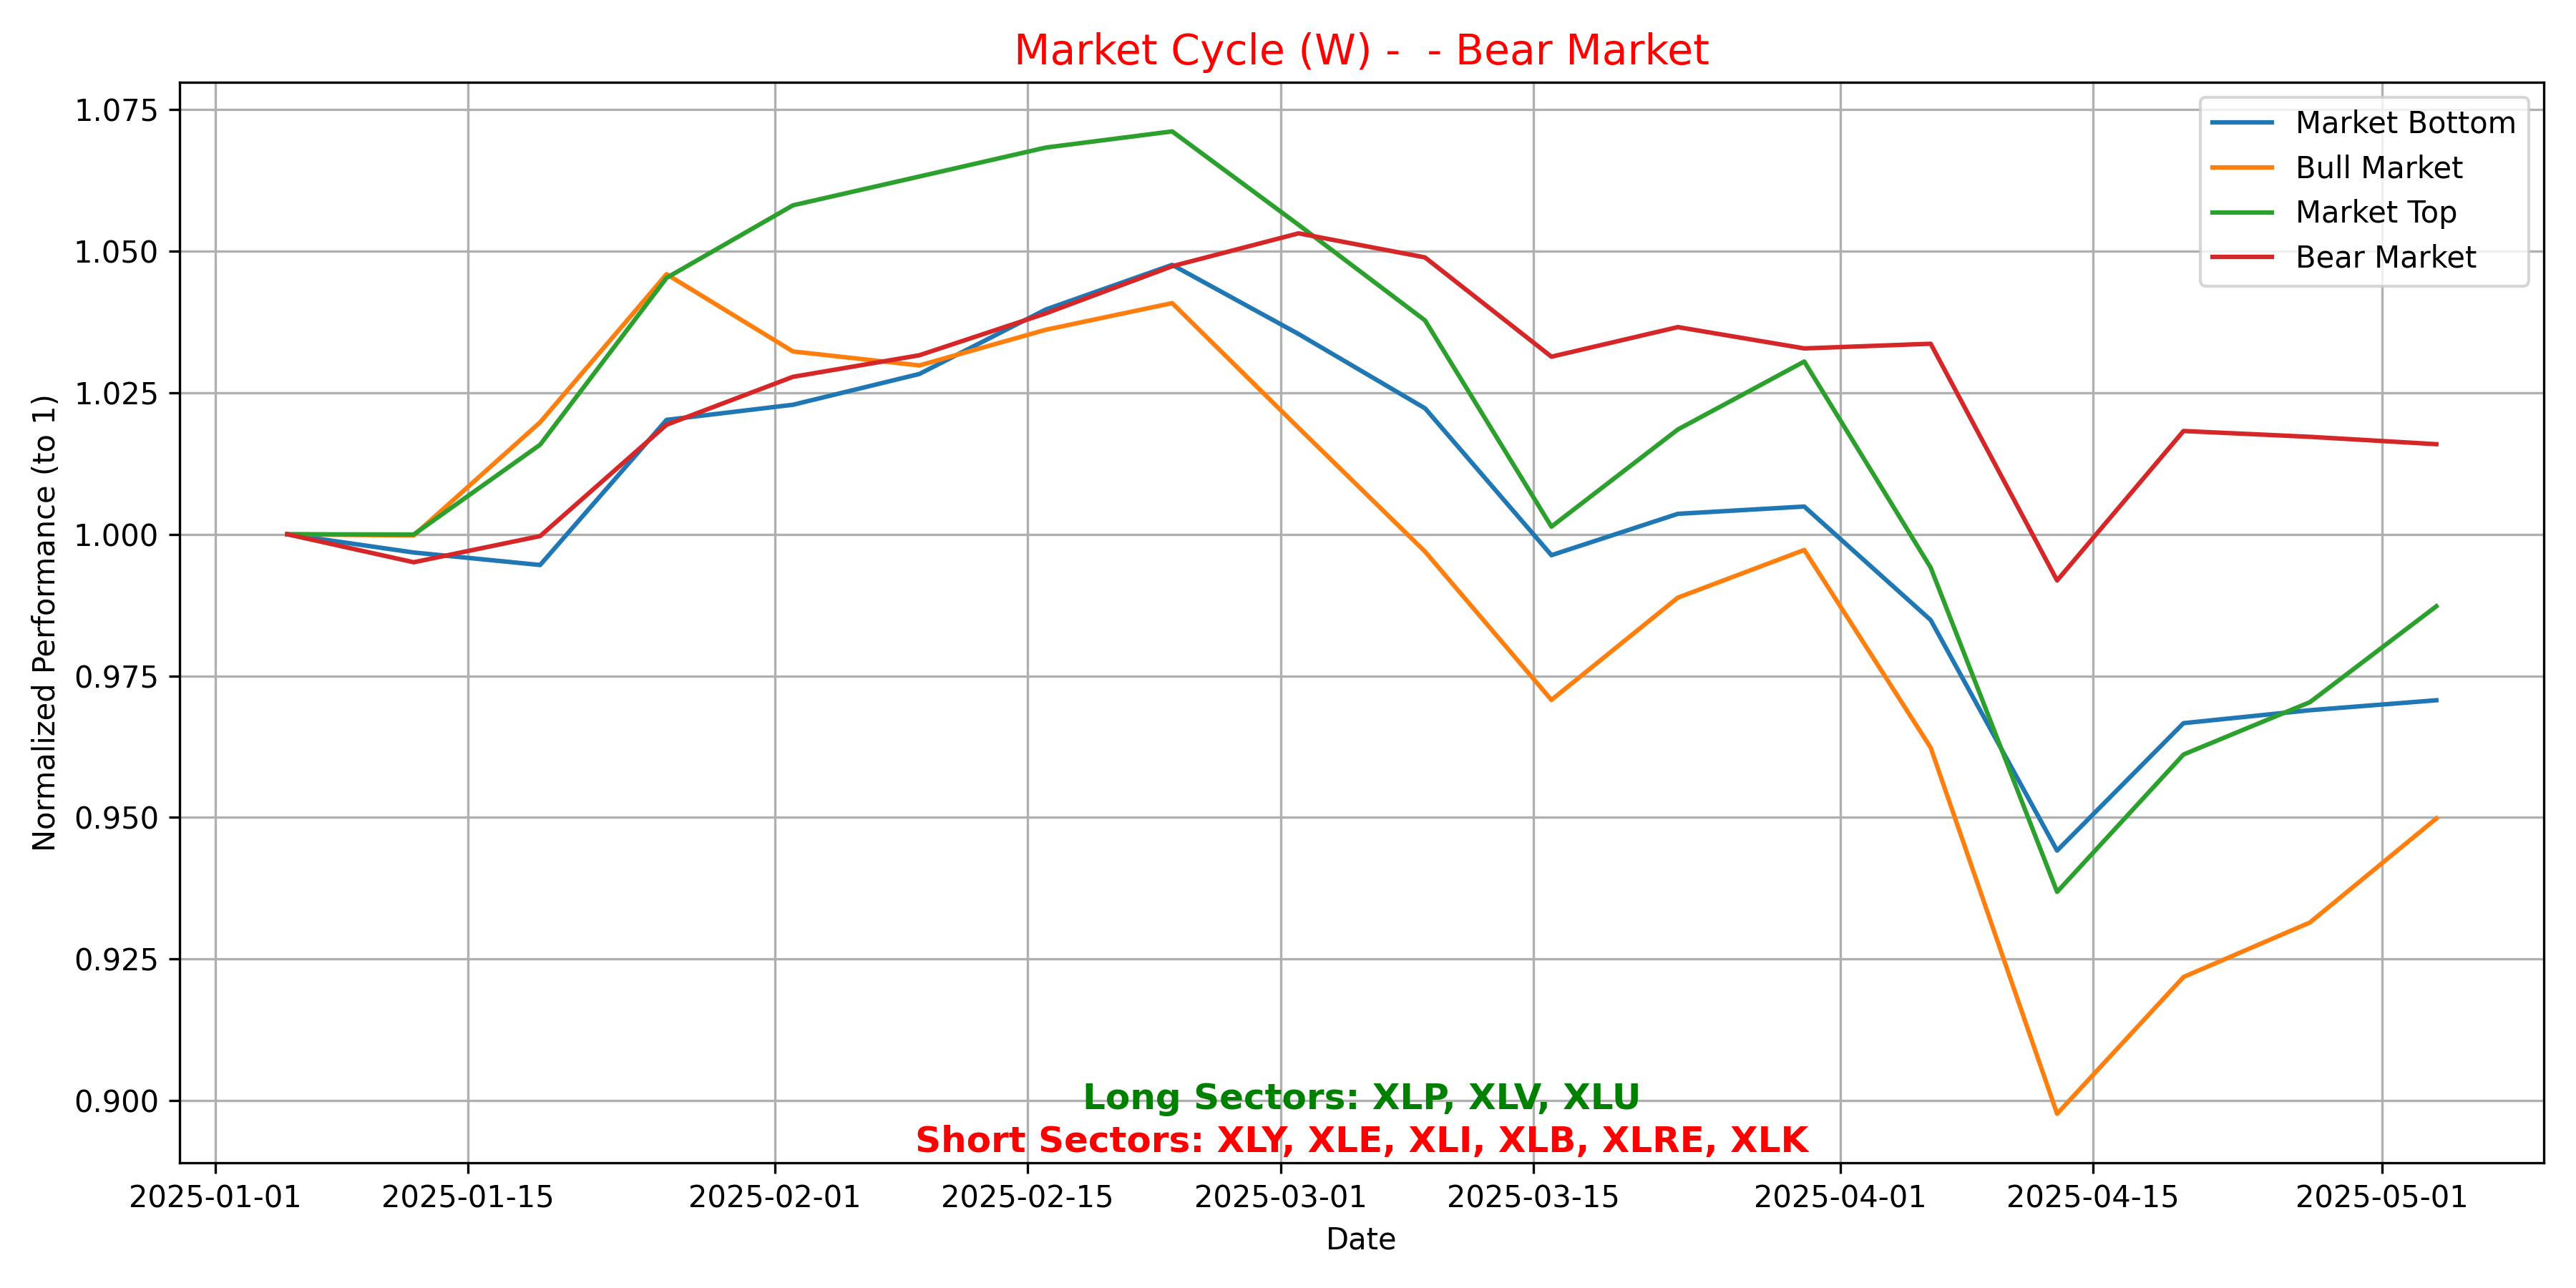 Market Cycle (W) -  - Bear Market
Normalized Performance (to 1)
1.075
1.050
1.025
1.000
0.975
0.950
0.925
0.900
Market Bottom
Bull Market
Market Top
Bear Market
Long Sectors: XLP, XLV, XLU
Short Sectors: XLY, XLE, XLI, XLB, XLRE, XLK
2025-01-01 2025-01-15 2025-02-01 2025-02-15 2025-03-01 2025-03-15 2025-04-01 2025-04-15 2025-05-01
Date